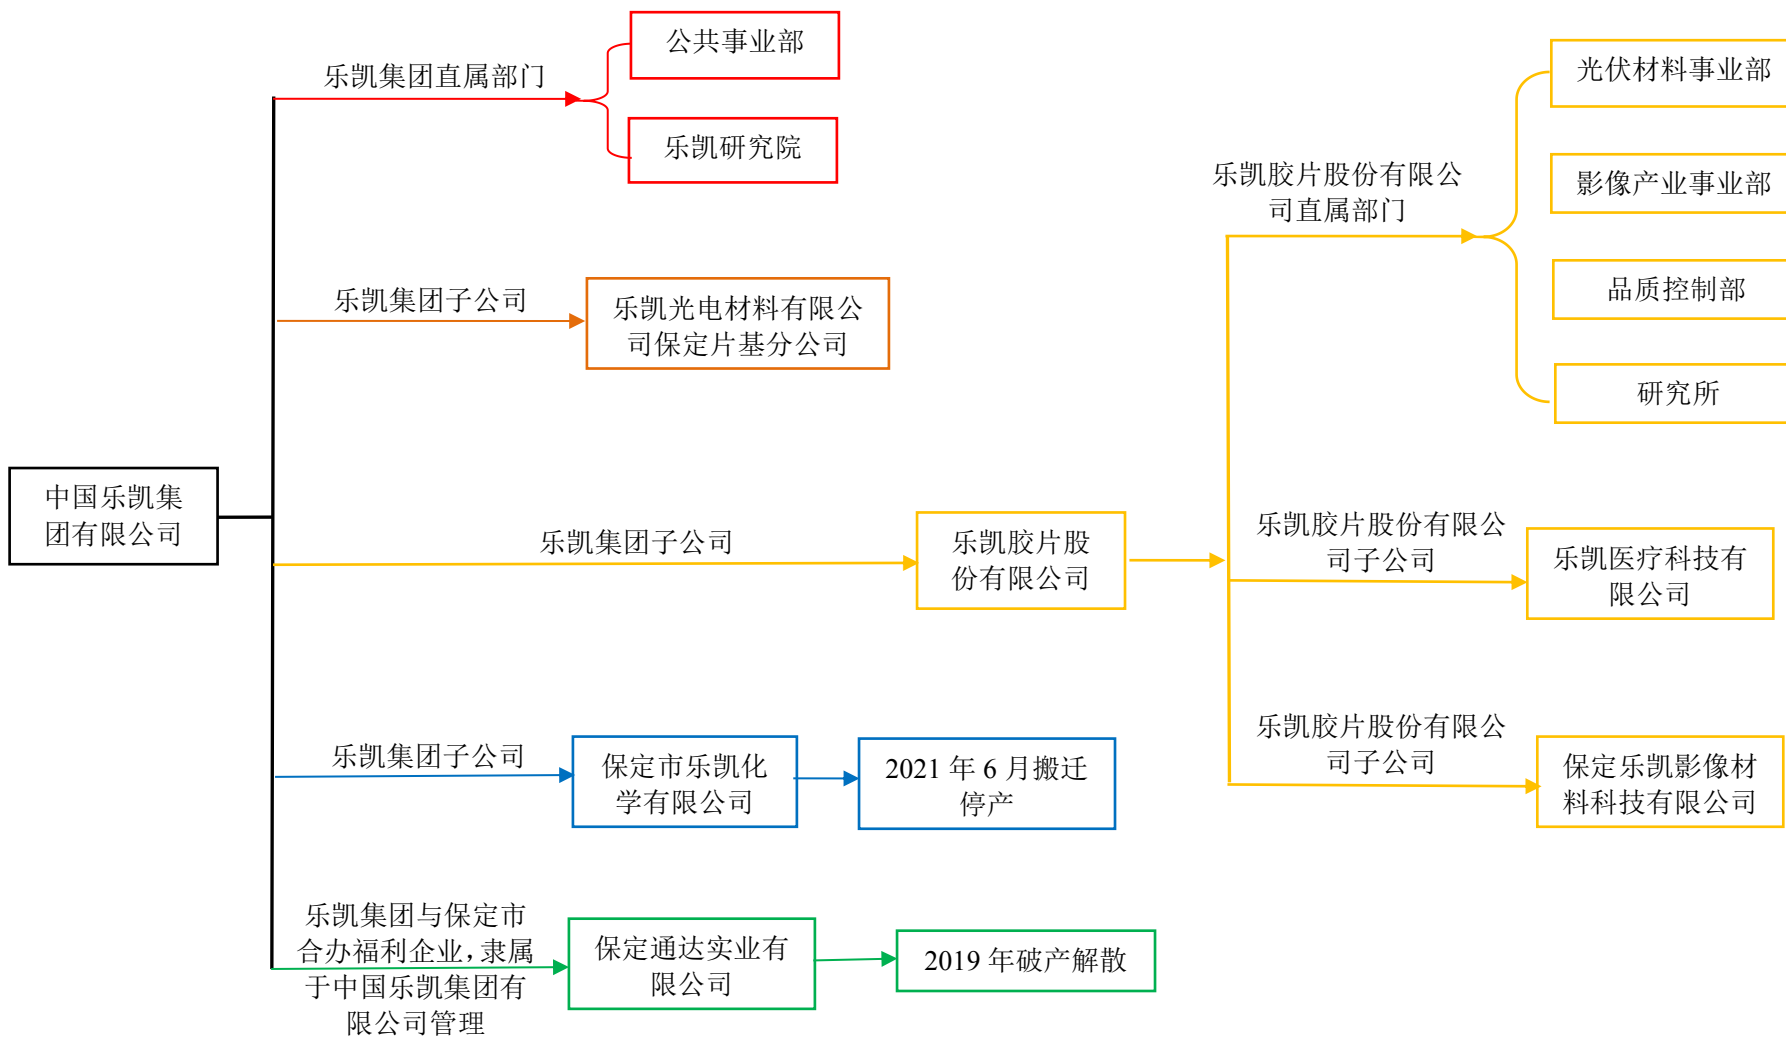 公共事业部
乐凯集团直属部门
乐凯研究院
光伏材料事业部
乐凯胶片股份有限公
司直属部门
影像产业事业部
品质控制部
研究所
乐凯集团子公司
乐凯光电材料有限公
司保定片基分公司
中国乐凯集
团有限公司
乐凯集团子公司
乐凯胶片股
份有限公司
乐凯胶片股份有限公
司子公司
乐凯医疗科技有
限公司
乐凯胶片股份有限公
司子公司
保定乐凯影像材
料科技有限公司
乐凯集团子公司
保定市乐凯化
学有限公司
2021 年 6 月搬迁
停产
乐凯集团与保定市
合办福利企业，隶属
于中国乐凯集团有
限公司管理
保定通达实业有
限公司
2019 年破产解散